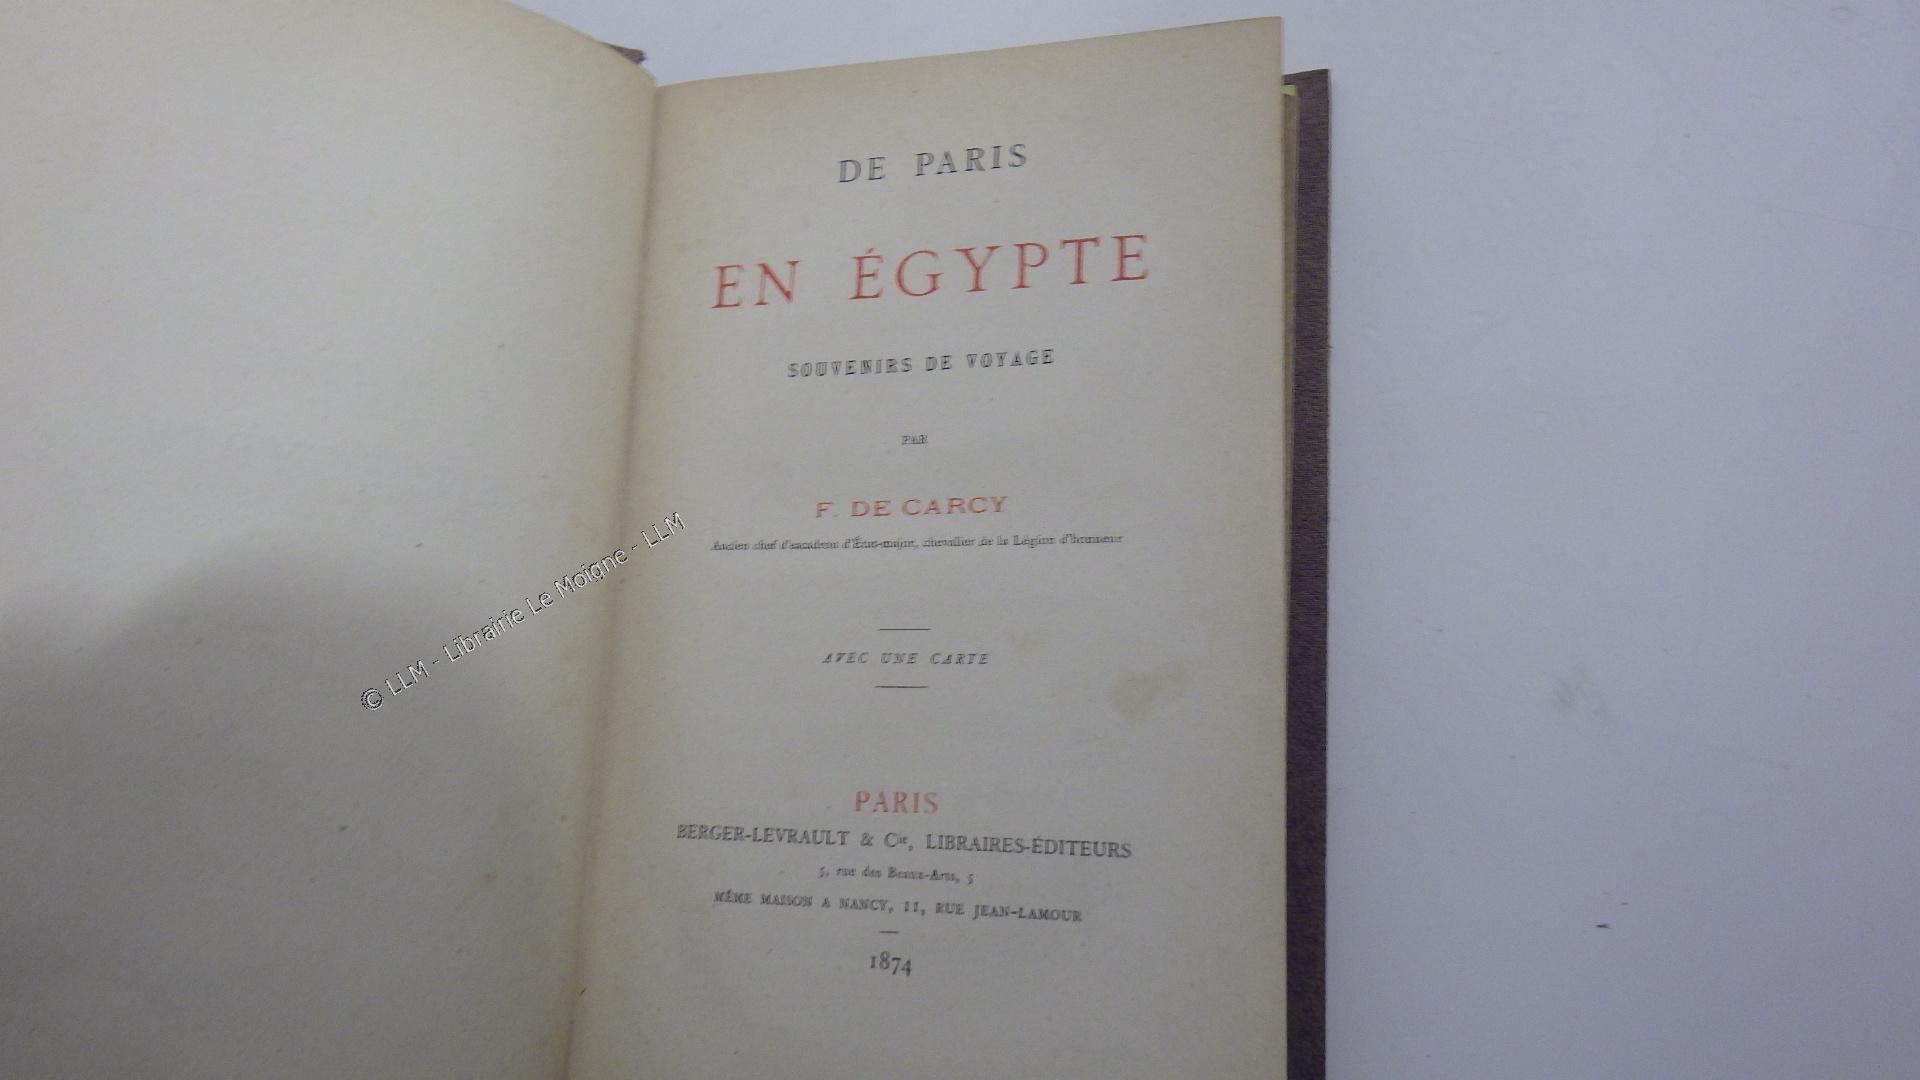 DE PARIS
EN ÉGYPTE
SOUVENIRS DE VOYAGE
PAR
F. DE CARCY
Ancien chef d'escadron d'État-major, chevalier de la Légion d'honneur
AVEC UNE CARTE
PARIS
BERGER-LEVRAULT & Cie, LIBRAIRES-ÉDITEURS
5, rue des Beaux-Arts, 5
MÊME MAISON A NANCY, 11, RUE JEAN-LAMOUR
1874
© LLM - Librairie Le Moigne - LLM